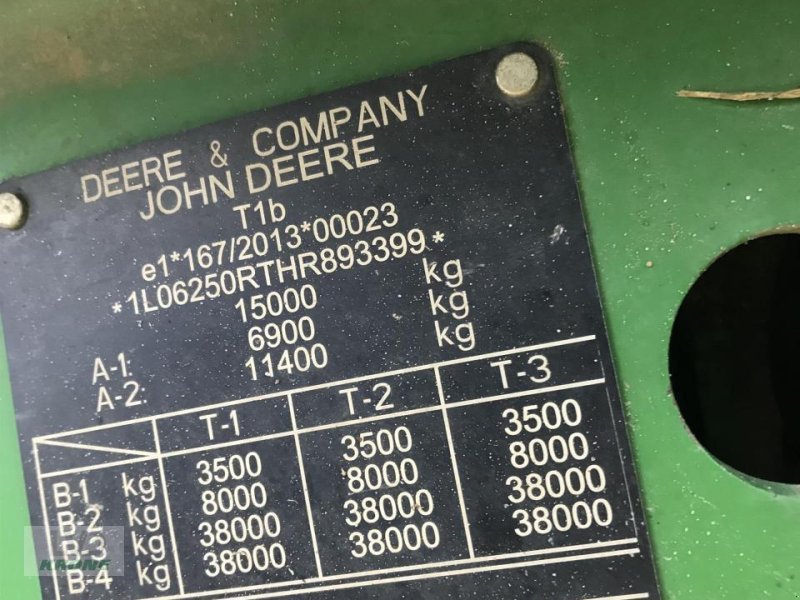 DEERE & COMPANY
JOHN DEERE
T1b
e1*167/2013*00023
*1L06250RTHR893399*
15000 kg
A-1: 6900 kg
A-2: 11400 kg
T-1 T-2 T-3
B-1 kg 3500 3500 3500
B-2 kg 8000 8000 8000
B-3 kg 38000 38000 38000
B-4 kg 38000 38000 38000
KRONE